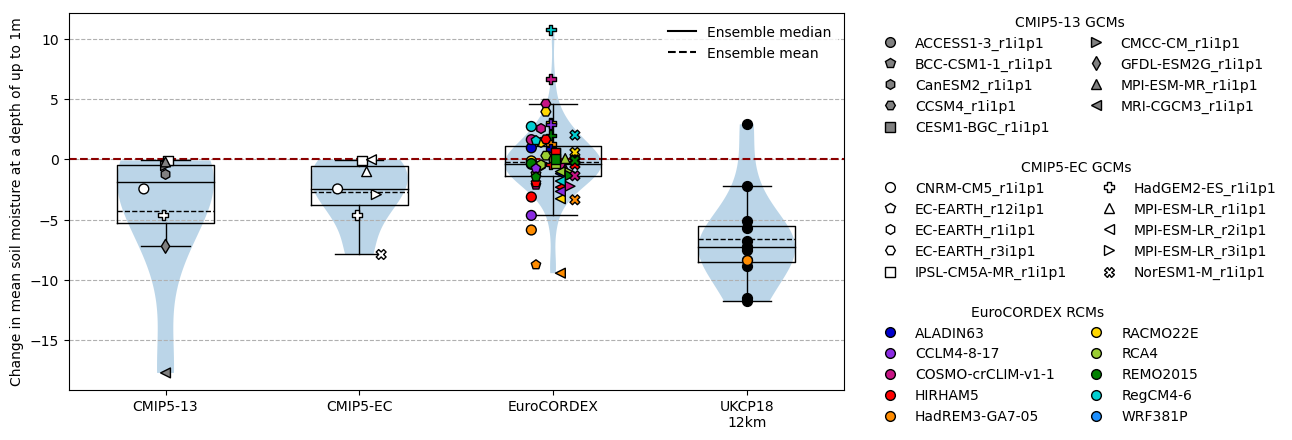 Change in mean soil moisture at a depth of up to 1m
10
5
0
−5
−10
−15
Ensemble median
Ensemble mean
CMIP5-13
CMIP5-EC
EuroCORDEX
UKCP18
12km
CMIP5-13 GCMs
ACCESS1-3_r1i1p1
BCC-CSM1-1_r1i1p1
CanESM2_r1i1p1
CCSM4_r1i1p1
CESM1-BGC_r1i1p1
CMCC-CM_r1i1p1
GFDL-ESM2G_r1i1p1
MPI-ESM-MR_r1i1p1
MRI-CGCM3_r1i1p1
CMIP5-EC GCMs
CNRM-CM5_r1i1p1
EC-EARTH_r12i1p1
EC-EARTH_r1i1p1
EC-EARTH_r3i1p1
IPSL-CM5A-MR_r1i1p1
HadGEM2-ES_r1i1p1
MPI-ESM-LR_r1i1p1
MPI-ESM-LR_r2i1p1
MPI-ESM-LR_r3i1p1
NorESM1-M_r1i1p1
EuroCORDEX RCMs
ALADIN63
CCLM4-8-17
COSMO-crCLIM-v1-1
HIRHAM5
HadREM3-GA7-05
RACMO22E
RCA4
REMO2015
RegCM4-6
WRF381P